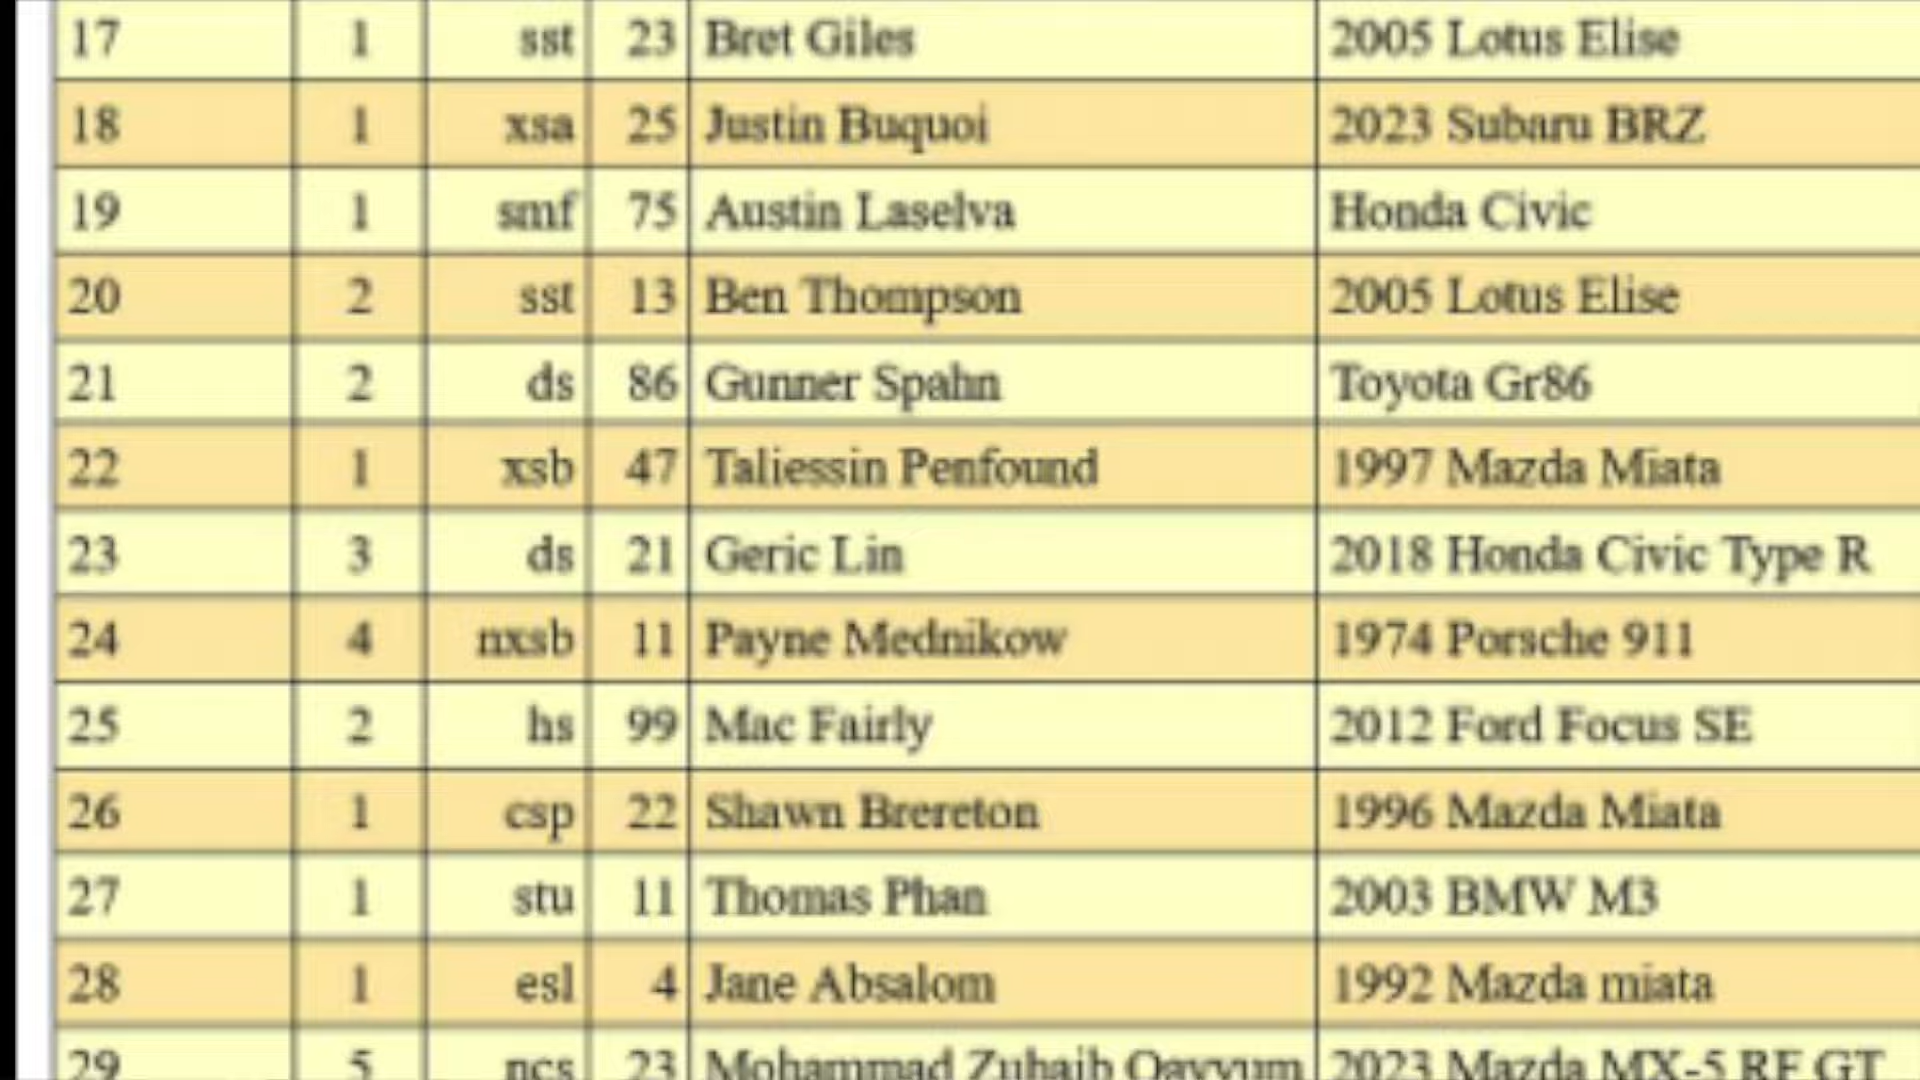 17 1 sst 23 Bret Giles 2005 Lotus Elise
18 1 xsa 25 Justin Buquoi 2023 Subaru BRZ
19 1 smf 75 Austin Laselva Honda Civic
20 2 sst 13 Ben Thompson 2005 Lotus Elise
21 2 ds 86 Gunner Spahn Toyota Gr86
22 1 xsb 47 Taliessin Penfound 1997 Mazda Miata
23 3 ds 21 Geric Lin 2018 Honda Civic Type R
24 4 nxsb 11 Payne Mednikow 1974 Porsche 911
25 2 hs 99 Mac Fairly 2012 Ford Focus SE
26 1 csp 22 Shawn Brereton 1996 Mazda Miata
27 1 stu 11 Thomas Phan 2003 BMW M3
28 1 esl 4 Jane Absalom 1992 Mazda miata
29 5 ncs 23 Mohammad Zuhaib Qayyum 2023 Mazda MX-5 RF GT